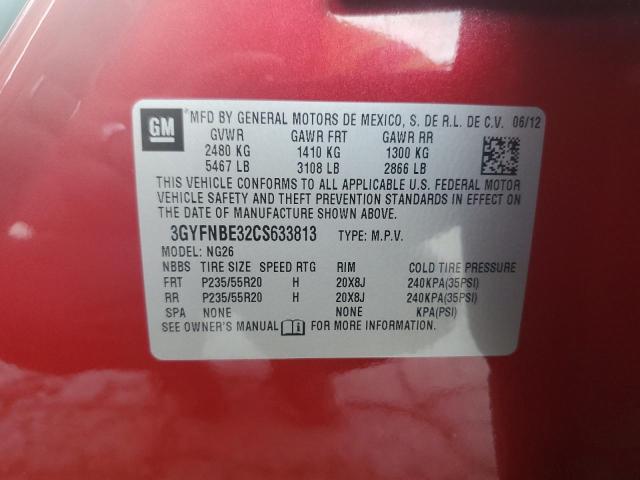 GM *MFD BY GENERAL MOTORS DE MEXICO, S. DE R.L. DE C.V. 06/12
GVWR GAWR FRT GAWR RR
2480 KG 1410 KG 1300 KG
5467 LB 3108 LB 2866 LB
THIS VEHICLE CONFORMS TO ALL APPLICABLE U.S. FEDERAL MOTOR
VEHICLE SAFETY AND THEFT PREVENTION STANDARDS IN EFFECT ON
THE DATE OF MANUFACTURE SHOWN ABOVE.
3GYFNBE32CS633813 TYPE: M.P.V.
MODEL: NG26
NBBS TIRE SIZE SPEED RTG RIM COLD TIRE PRESSURE
FRT P235/55R20 H 20X8J 240KPA(35PSI)
RR P235/55R20 H 20X8J 240KPA(35PSI)
SPA NONE NONE KPA(PSI)
SEE OWNER'S MANUAL FOR MORE INFORMATION.